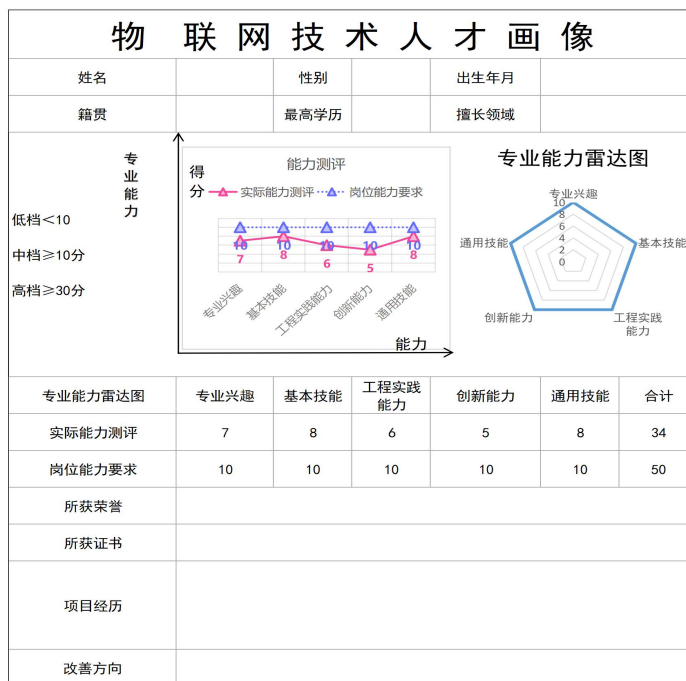 物 联网技术人才画像
姓名 性别 出生年月
籍贯 最高学历 擅长领域
专业能力
低档<10
中档≥10分
高档≥30分
得分
能力测评
实际能力测评 岗位能力要求
10 10 10 10 10
7 8 6 5 8
专业兴趣 基本技能 工程实践能力 创新能力 通用技能
能力
专业能力雷达图
专业兴趣
10
8
6
4
2
0
通用技能 基本技能
创新能力 工程实践
能力
专业能力雷达图 专业兴趣 基本技能 工程实践
能力 创新能力 通用技能 合计
实际能力测评 7 8 6 5 8 34
岗位能力要求 10 10 10 10 10 50
所获荣誉
所获证书
项目经历
改善方向